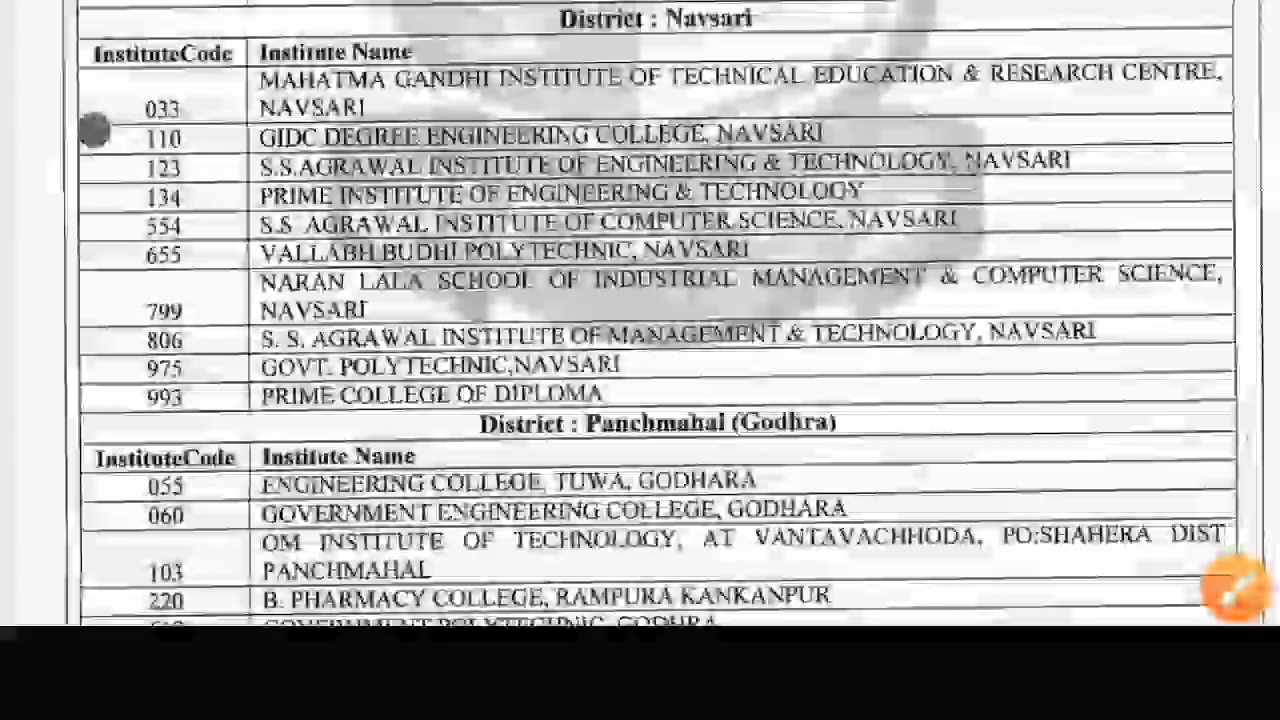 District : Navsari
InstituteCode Institute Name
MAHATMA GANDHI INSTITUTE OF TECHNICAL EDUCATION & RESEARCH CENTRE,
033 NAVSARI
110 GIDC DEGREE ENGINEERING COLLEGE, NAVSARI
123 S.S.AGRAWAL INSTITUTE OF ENGINEERING & TECHNOLOGY, NAVSARI
134 PRIME INSTITUTE OF ENGINEERING & TECHNOLOGY
554 S.S. AGRAWAL INSTITUTE OF COMPUTER SCIENCE, NAVSARI
655 VALLABH BUDHI POLYTECHNIC, NAVSARI
NARAN LALA SCHOOL OF INDUSTRIAL MANAGEMENT & COMPUTER SCIENCE,
799 NAVSARI
806 S. S. AGRAWAL INSTITUTE OF MANAGEMENT & TECHNOLOGY, NAVSARI
975 GOVT. POLYTECHNIC,NAVSARI
993 PRIME COLLEGE OF DIPLOMA
District : Panchmahal (Godhra)
InstituteCode Institute Name
055 ENGINEERING COLLEGE, TUWA, GODHARA
060 GOVERNMENT ENGINEERING COLLEGE, GODHARA
OM INSTITUTE OF TECHNOLOGY, AT VANTAVACHHODA, PO:SHAHERA DIST
103 PANCHMAHAL
220 B. PHARMACY COLLEGE, RAMPURA KANKANPUR
GOVERNMENT POLYTECHNIC, GODHRA